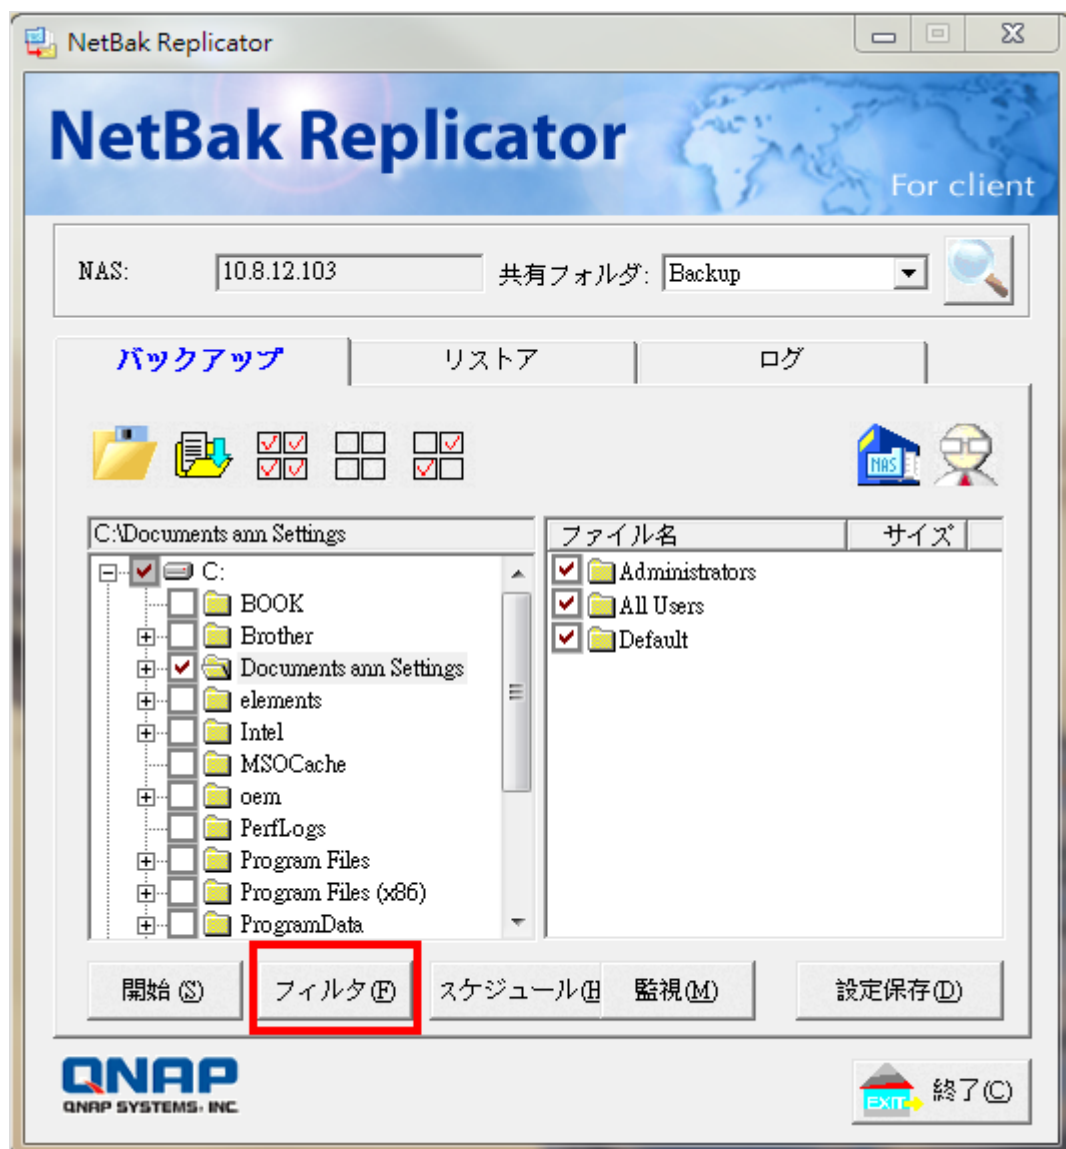 NetBak Replicator
NetBak Replicator
For client
NAS: 10.8.12.103 共有フォルダ: Backup
バックアップ リストア ログ
NAS
C:\Documents ann Settings
ファイル名 サイズ
C:
BOOK
Brother
Documents ann Settings
elements
Intel
MSOCache
oem
PerfLogs
Program Files
Program Files (x86)
ProgramData
Administrators
All Users
Default
開始(S) フィルタ(F) スケジュール(H 監視(M) 設定保存(D)
QNAP
QNAP SYSTEMS, INC
EXIT 終了(C)